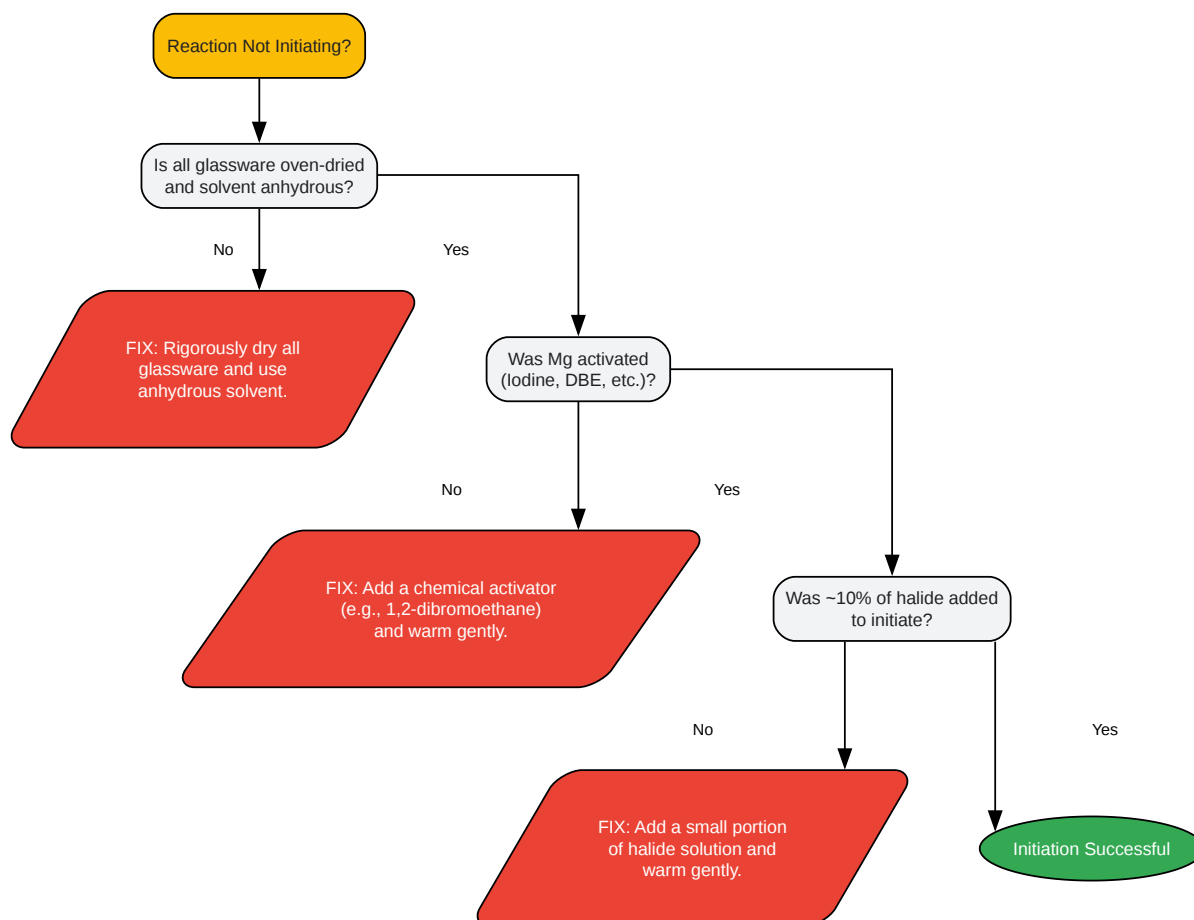 Reaction Not Initiating?
Is all glassware oven-dried
and solvent anhydrous?
No
Yes
FIX: Rigorously dry all
glassware and use
anhydrous solvent.
Was Mg activated
(Iodine, DBE, etc.)?
No
Yes
FIX: Add a chemical activator
(e.g., 1,2-dibromoethane)
and warm gently.
Was ~10% of halide added
to initiate?
No
Yes
FIX: Add a small portion
of halide solution and
warm gently.
Initiation Successful